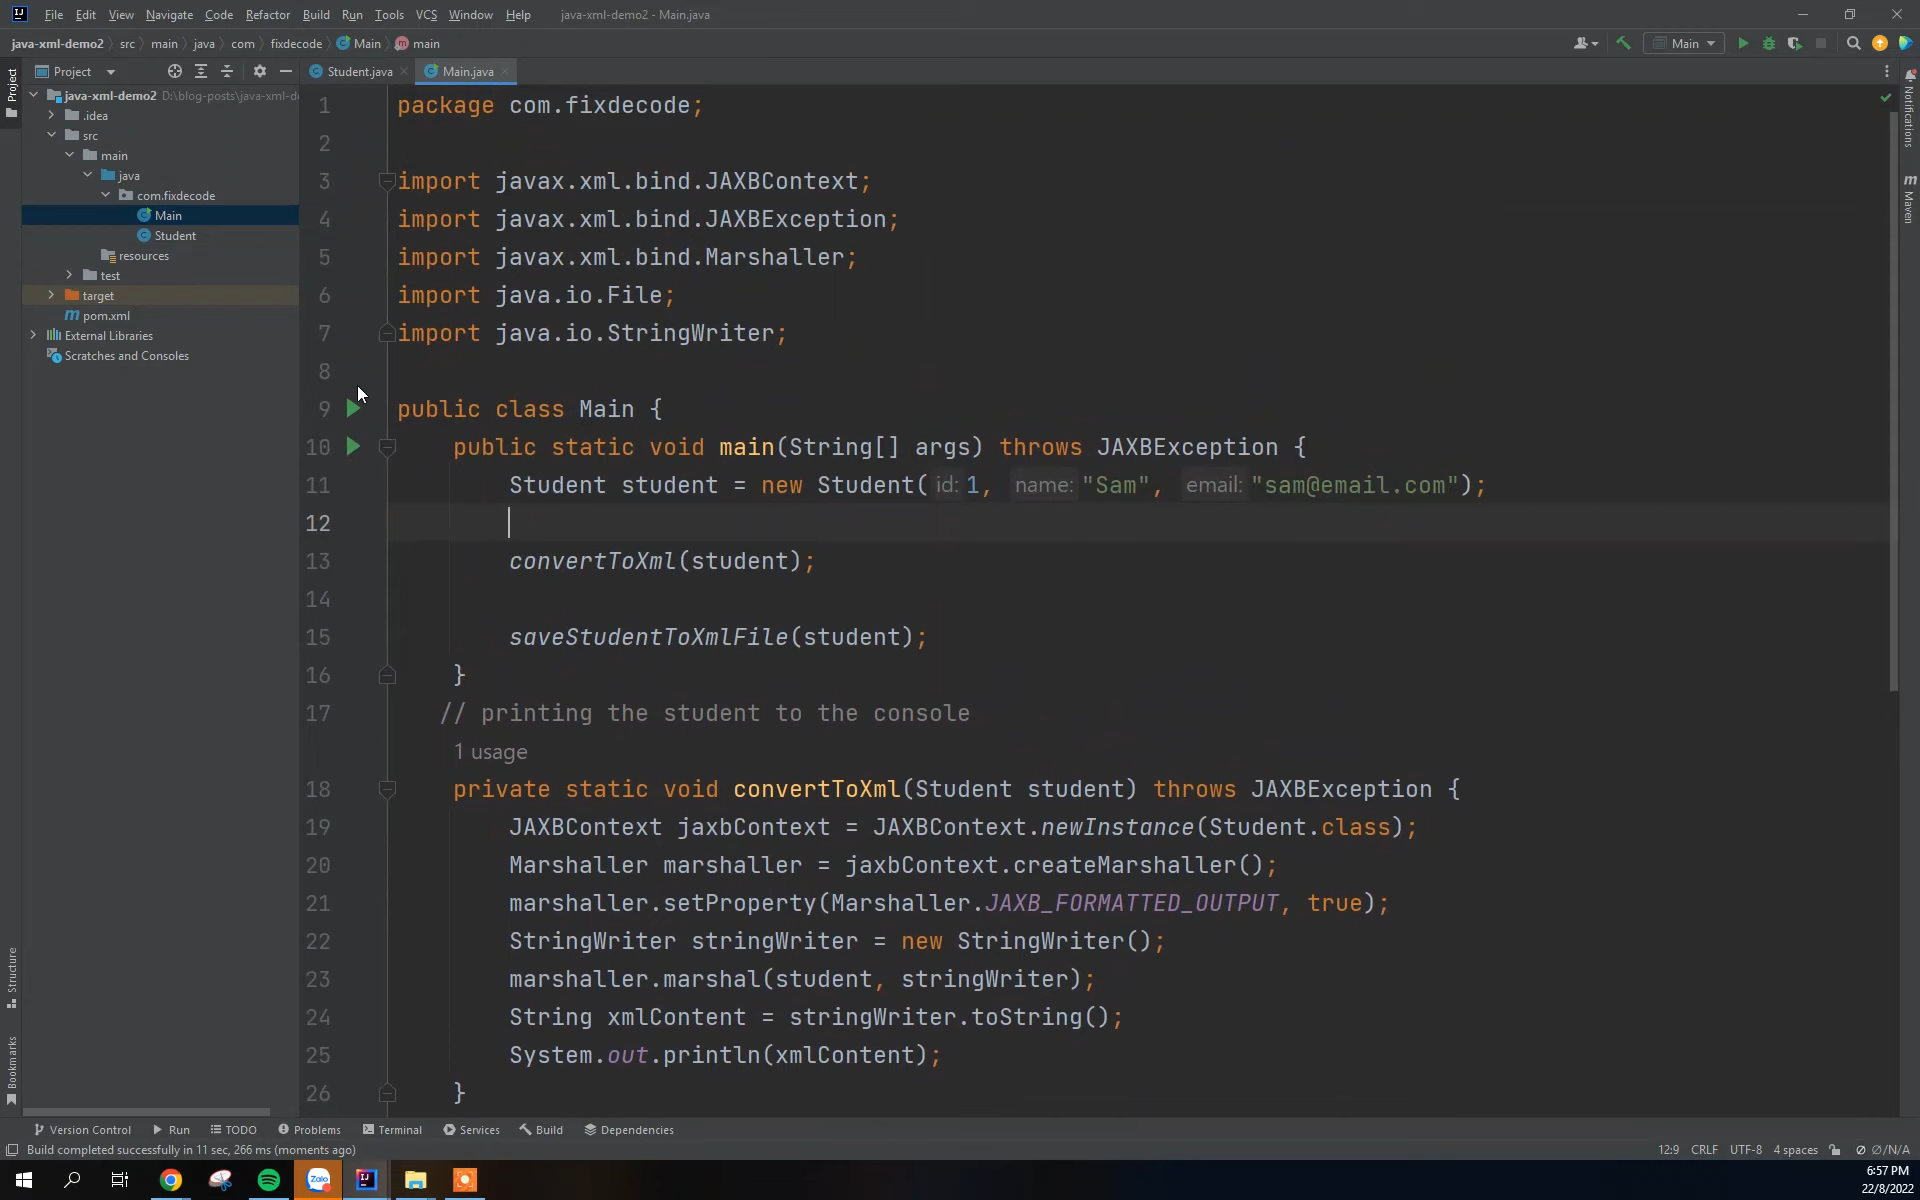 File Edit View Navigate Code Refactor Build Run Tools VCS Window Help java-xml-demo2 - Main.java
java-xml-demo2 src main java com fixdecode Main main Main
Project Student.java Main.java
Project
java-xml-demo2 D:\blog-posts\java-xml-d
.idea
src
main
java
com.fixdecode
Main
Student
resources
test
target
pom.xml
External Libraries
Scratches and Consoles
1 package com.fixdecode;
2
3 import javax.xml.bind.JAXBContext;
4 import javax.xml.bind.JAXBException;
5 import javax.xml.bind.Marshaller;
6 import java.io.File;
7 import java.io.StringWriter;
8
9 public class Main {
10 public static void main(String[] args) throws JAXBException {
11 Student student = new Student( id: 1, name: "Sam", email: "sam@email.com");
12
13 convertToXml(student);
14
15 saveStudentToXmlFile(student);
16 }
17 // printing the student to the console
1 usage
18 private static void convertToXml(Student student) throws JAXBException {
19 JAXBContext jaxbContext = JAXBContext.newInstance(Student.class);
20 Marshaller marshaller = jaxbContext.createMarshaller();
21 marshaller.setProperty(Marshaller.JAXB_FORMATTED_OUTPUT, true);
22 StringWriter stringWriter = new StringWriter();
23 marshaller.marshal(student, stringWriter);
24 String xmlContent = stringWriter.toString();
25 System.out.println(xmlContent);
26 }
Notifications
Maven
Structure
Bookmarks
Version Control Run TODO Problems Terminal Services Build Dependencies
Build completed successfully in 11 sec, 266 ms (moments ago) 12:9 CRLF UTF-8 4 spaces Ø/N/A
Zalo
6:57 PM
22/8/2022